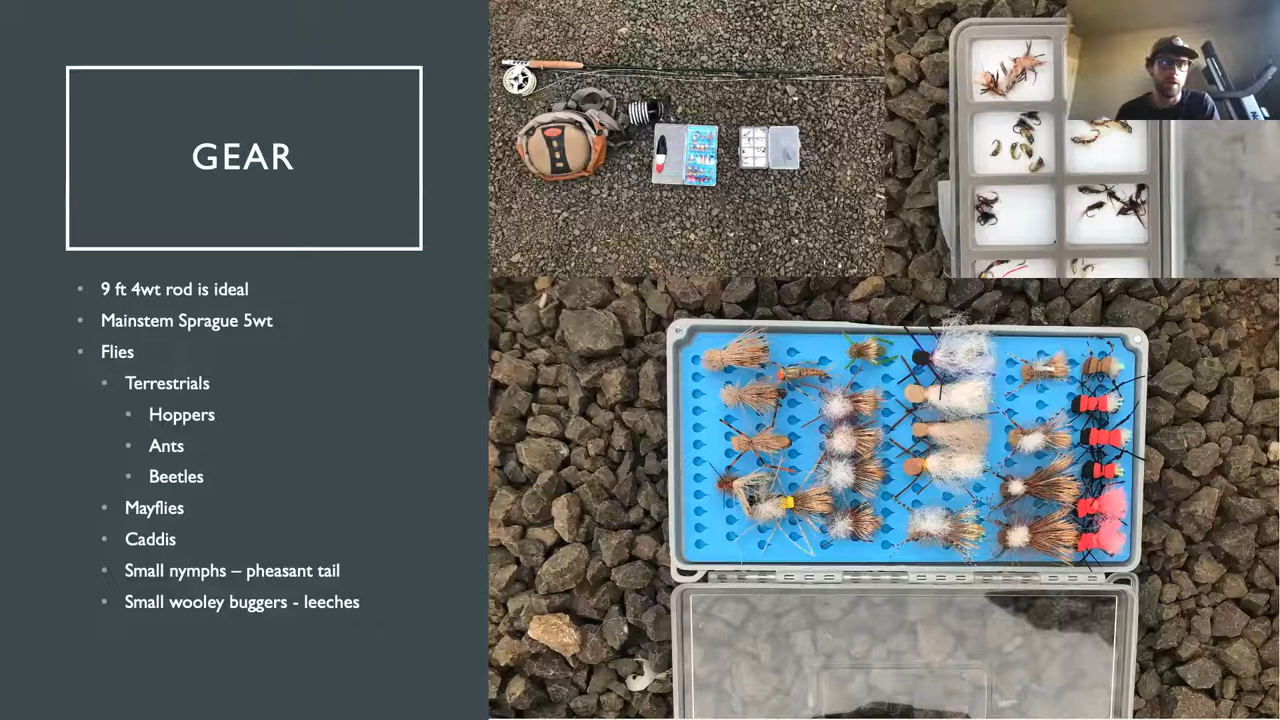 GEAR
9 ft 4wt rod is ideal
Mainstem Sprague 5wt
Flies
Terrestrials
Hoppers
Ants
Beetles
Mayflies
Caddis
Small nymphs – pheasant tail
Small wooley buggers - leeches